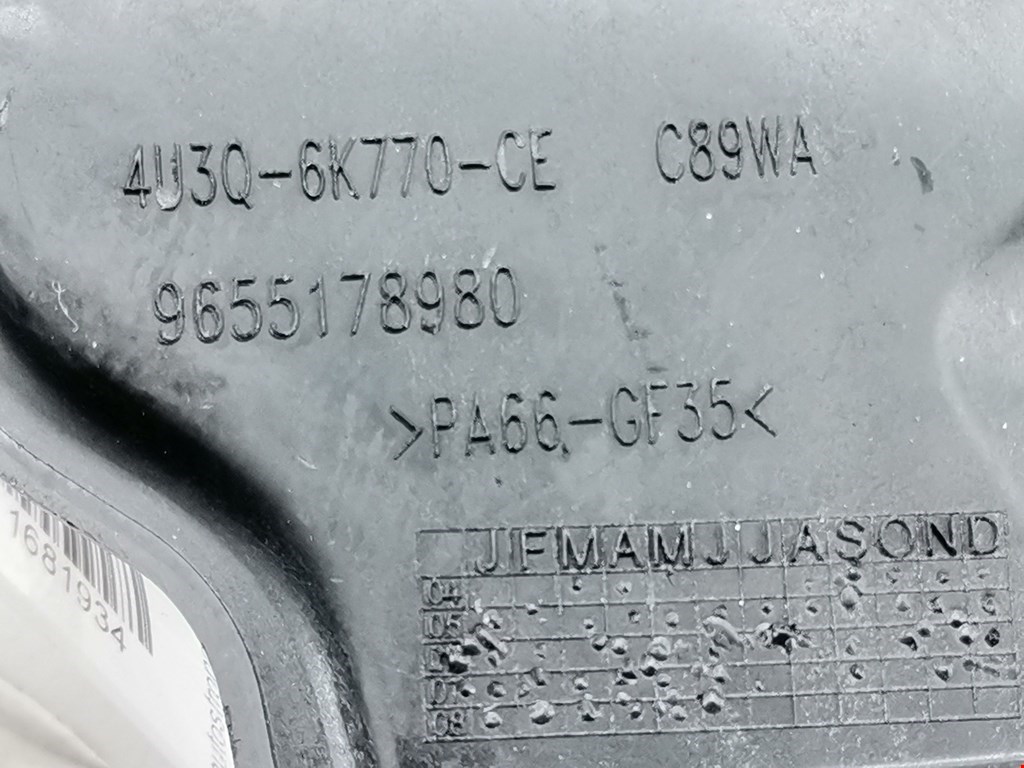 4U3Q-6K770-CE C89WA
9655178980
>PA66-GF35<
JFMAMJJASOND
04
05
07
08
1681934